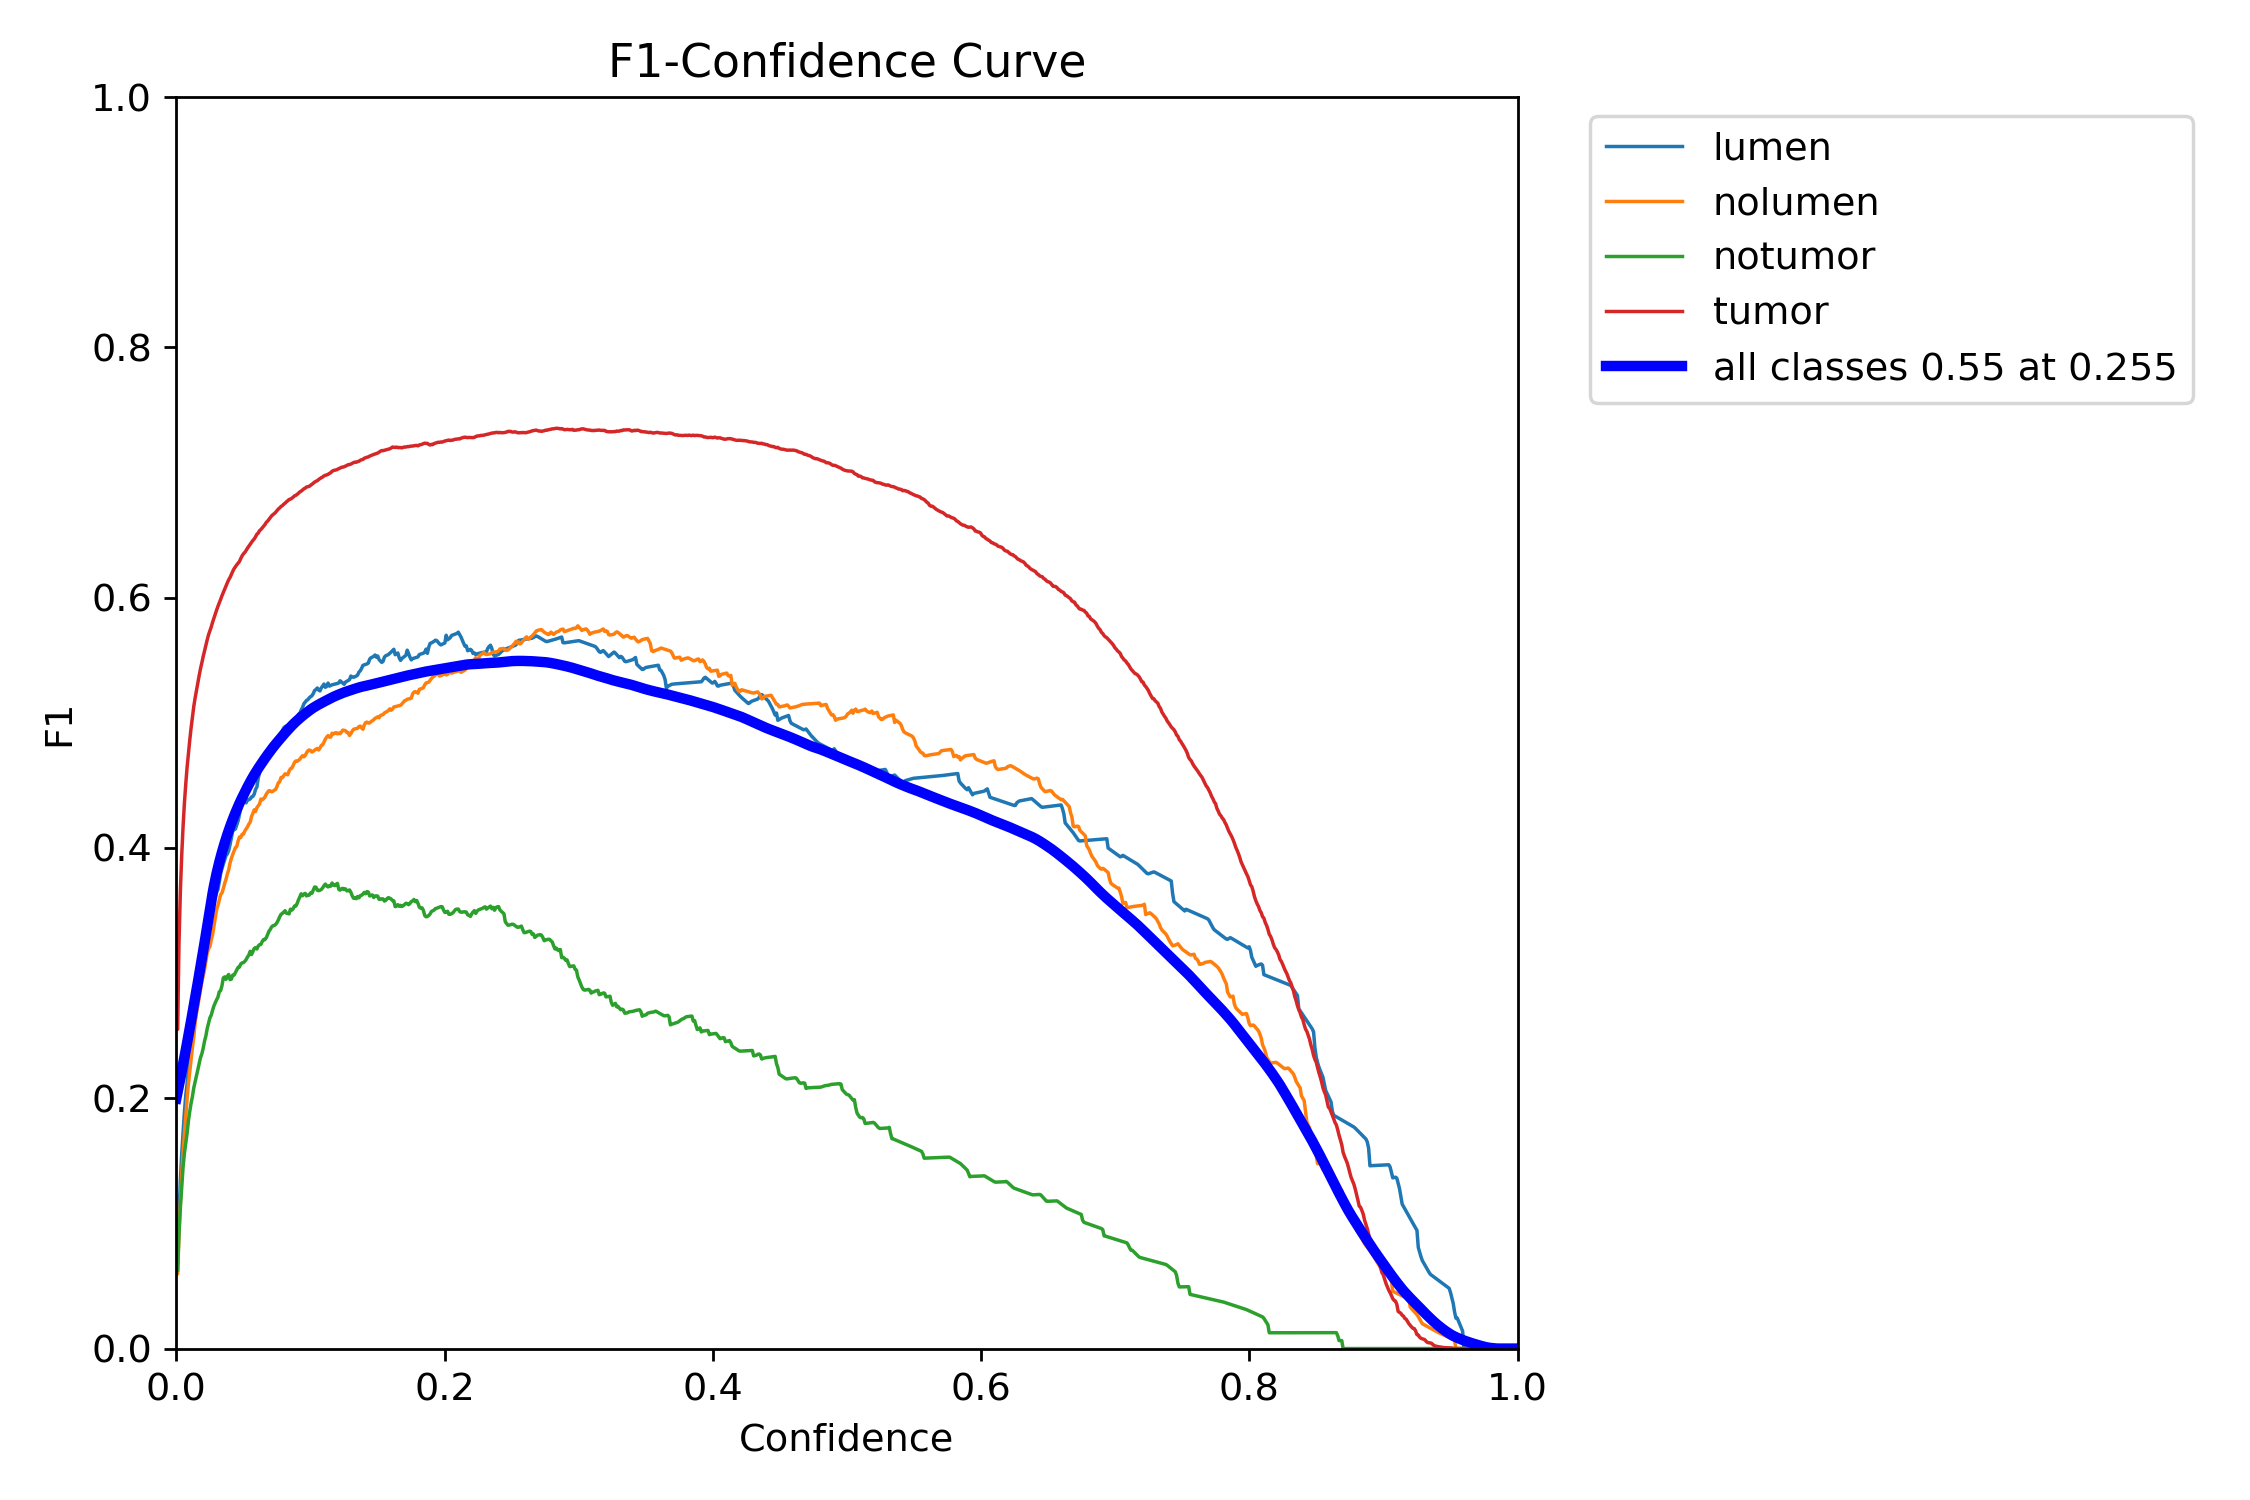 F1-Confidence Curve
1.0
0.8
0.6
0.4
0.2
0.0
F1
0.0 0.2 0.4 0.6 0.8 1.0
Confidence
lumen
nolumen
notumor
tumor
all classes 0.55 at 0.255